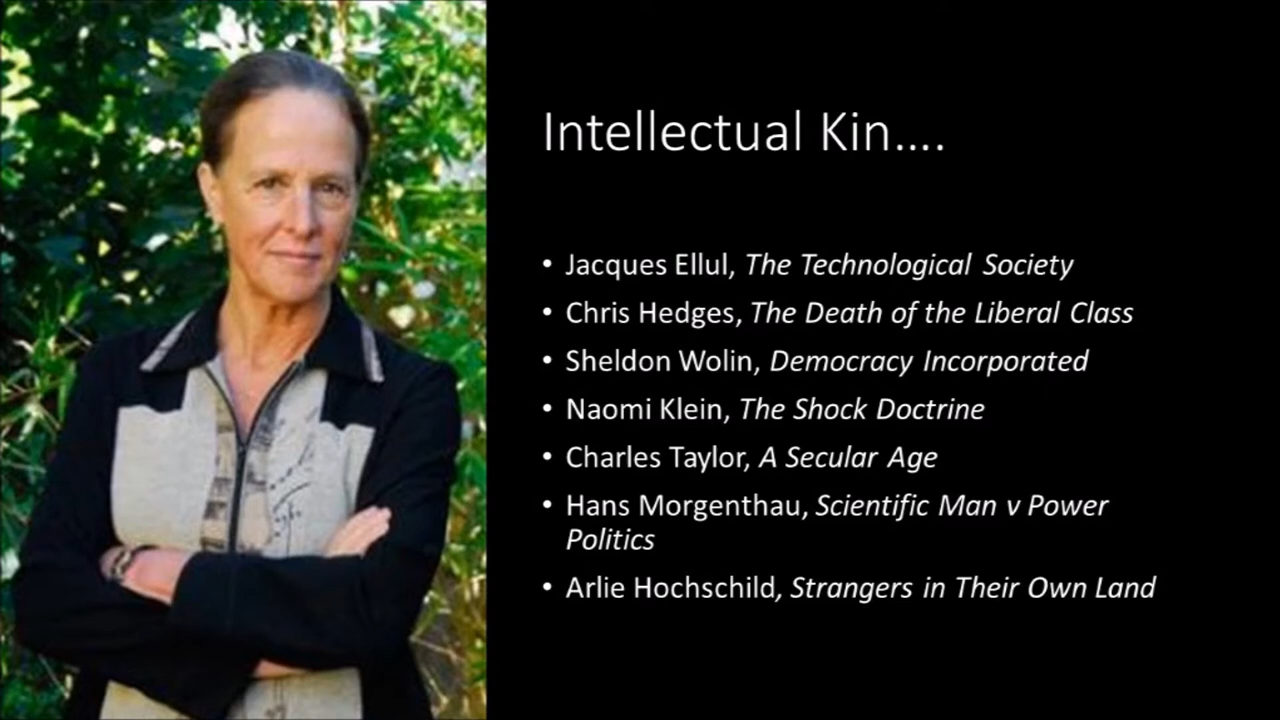 Intellectual Kin....
• Jacques Ellul, The Technological Society
• Chris Hedges, The Death of the Liberal Class
• Sheldon Wolin, Democracy Incorporated
• Naomi Klein, The Shock Doctrine
• Charles Taylor, A Secular Age
• Hans Morgenthau, Scientific Man v Power
Politics
• Arlie Hochschild, Strangers in Their Own Land